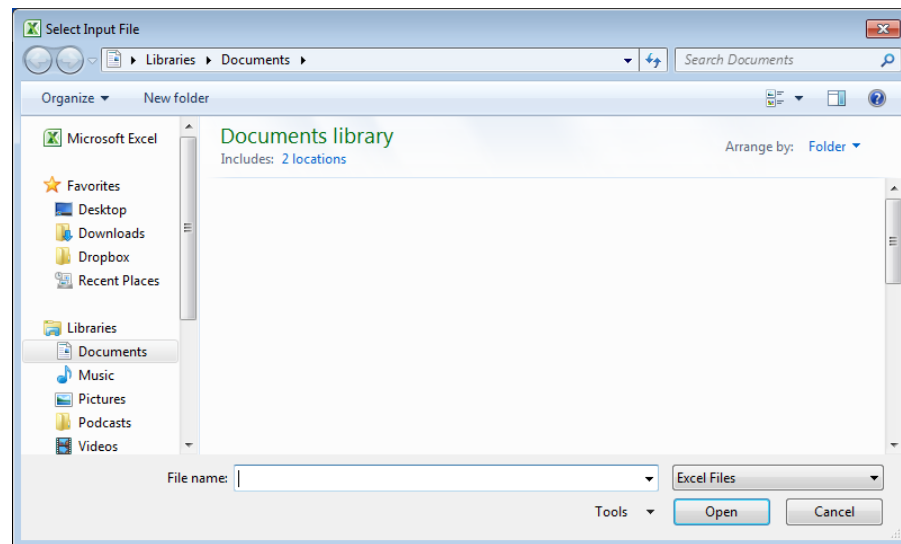 Select Input File
Libraries Documents
Search Documents
Organize New folder
Microsoft Excel
Documents library
Includes: 2 locations
Arrange by: Folder
Favorites
Desktop
Downloads
Dropbox
Recent Places
Libraries
Documents
Music
Pictures
Podcasts
Videos
File name:
Excel Files
Tools Open Cancel